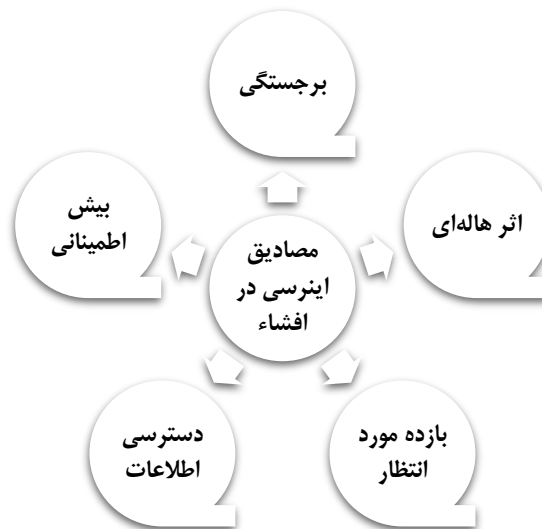 برجستگی
اثر هاله‌ای
بیش
اطمینانی
مصادیق
اینرسی در
افشاء
بازده مورد
انتظار
دسترسی
اطلاعات